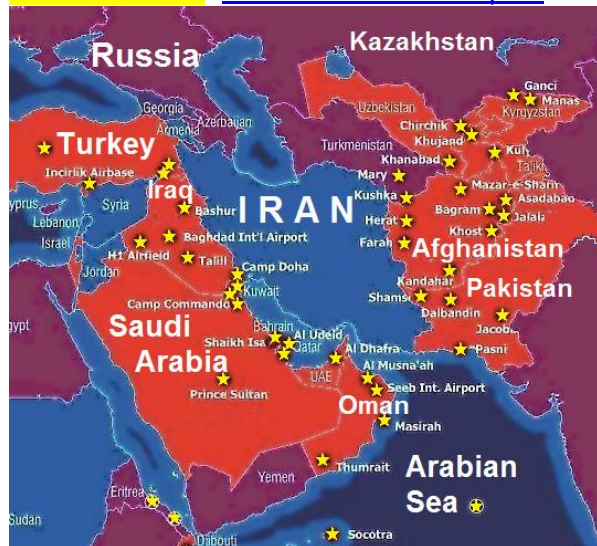 Russia
Kazakhstan
Georgia
Armenia
Azerbaijan
Uzbekistan
Ganci
Manas
Kyrgyzstan
Turkey
Turkmenistan
Chirchik
Khujand
Khanabad
Incirlik Airbase
Iraq
Mary
Mazar-e-Sharif
Syria
Bashur
IRAN
Kushka
Bagram
Asadabad
Lebanon
Israel
Baghdad Int'l Airport
Herat
Jalala
Khost
H1 Airfield
Talill
Farah
Afghanistan
Jordan
Camp Doha
Kandahar
Pakistan
Camp Commando
Kuwait
Shamsi
Dalbandin
Jacob
Saudi
Arabia
Bahrain
Al Udeid
Shaikh Isa
Qatar
Al Dhafra
Pasni
UAE
Al Musna'ah
Prince Sultan
Seeb Int. Airport
Oman
Masirah
Yemen
Thumrait
Arabian
Sea
Eritrea
Sudan
Djibouti
Socotra